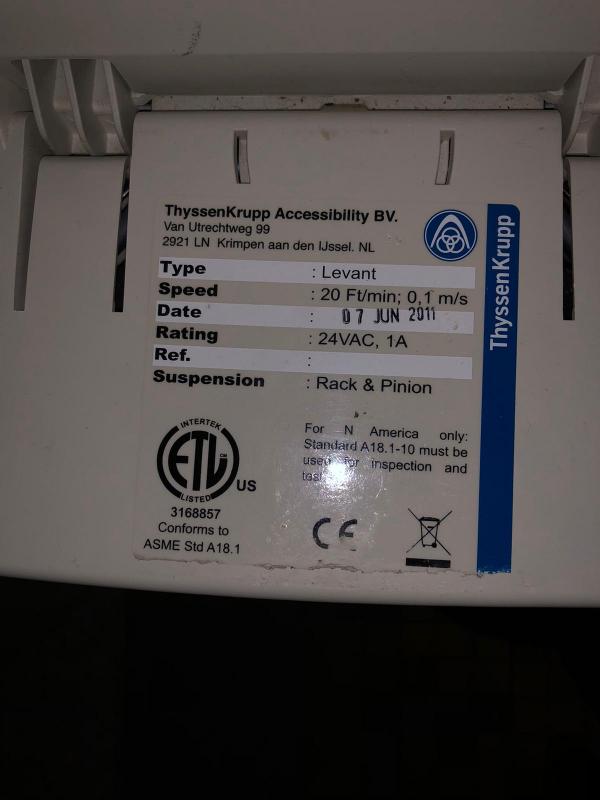 ThyssenKrupp Accessibility BV.
Van Utrechtweg 99
2921 LN Krimpen aan den IJssel. NL
Type : Levant
Speed : 20 Ft/min; 0,1 m/s
Date : 07 JUN 2011
Rating : 24VAC, 1A
Ref. :
Suspension : Rack & Pinion
ThyssenKrupp
For N America only:
Standard A18.1-10 must be
used for inspection and
INTERTEK
ETL CM
LISTED
US
3168857
Conforms to
ASME Std A18.1
CE